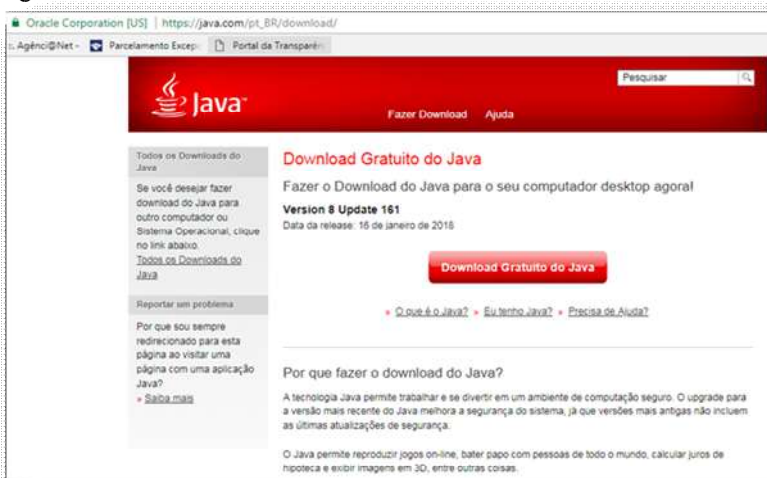 Oracle Corporation [US] | https://java.com/pt_BR/download/
Agênci@Net -
Parcelamento Excep
Portal da Transparên
Pesquisar
Java
Fazer Download
Ajuda
Todos os Downloads do
Java
Se você desejar fazer
download do Java para
outro computador ou
Sistema Operacional, clique
no link abaixo.
Todos os Downloads do
Java
Reportar um problema
Por que sou sempre
redirecionado para esta
página ao visitar uma
página com uma aplicação
Java?
» Saiba mais
Download Gratuito do Java
Fazer o Download do Java para o seu computador desktop agora!
Version 8 Update 161
Data da release: 16 de janeiro de 2018
Download Gratuito do Java
» O que é o Java? » Eu tenho Java? » Precisa de Ajuda?
Por que fazer o download do Java?
A tecnologia Java permite trabalhar e se divertir em um ambiente de computação seguro. O upgrade para
a versão mais recente do Java melhora a segurança do sistema, já que versões mais antigas não incluem
as últimas atualizações de segurança.
O Java permite reproduzir jogos on-line, bater papo com pessoas de todo o mundo, calcular juros de
hipoteca e exibir imagens em 3D, entre outras coisas.